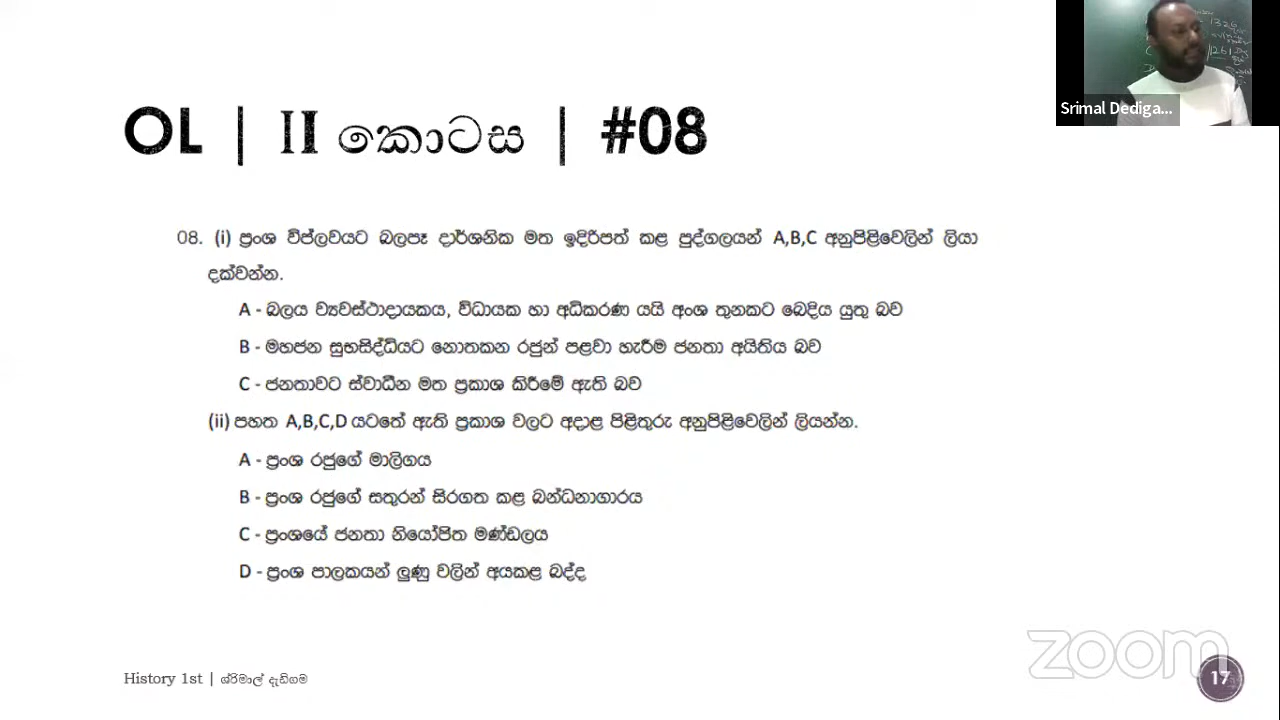 OL | II කොටස | #08
08. (i) ප්‍රංශ විප්ලවයට බලපෑ දාර්ශනික මත ඉදිරිපත් කළ පුද්ගලයන් A,B,C අනුපිළිවෙලින් ලියා
දක්වන්න.
A - බලය ව්‍යවස්ථාදායකය, විධායක හා අධිකරණ යයි අංශ තුනකට බෙදිය යුතු බව
B - මහජන සුභසිද්ධියට නොතකන රජුන් පළවා හැරීම ජනතා අයිතිය බව
C - ජනතාවට ස්වාධීන මත ප්‍රකාශ කිරීමේ ඇති බව
(ii) පහත A,B,C,D යටතේ ඇති ප්‍රකාශ වලට අදාළ පිළිතුරු අනුපිළිවෙලින් ලියන්න.
A - ප්‍රංශ රජුගේ මාලිගය
B - ප්‍රංශ රජුගේ සතුරන් සිරගත කළ බන්ධනාගාරය
C - ප්‍රංශයේ ජනතා නියෝජිත මණ්ඩලය
D - ප්‍රංශ පාලකයන් ලුණු වලින් අයකළ බද්ද
Srimal Dediga...
zoom
History 1st | ශ්රිමාල් දැඩිගම
17